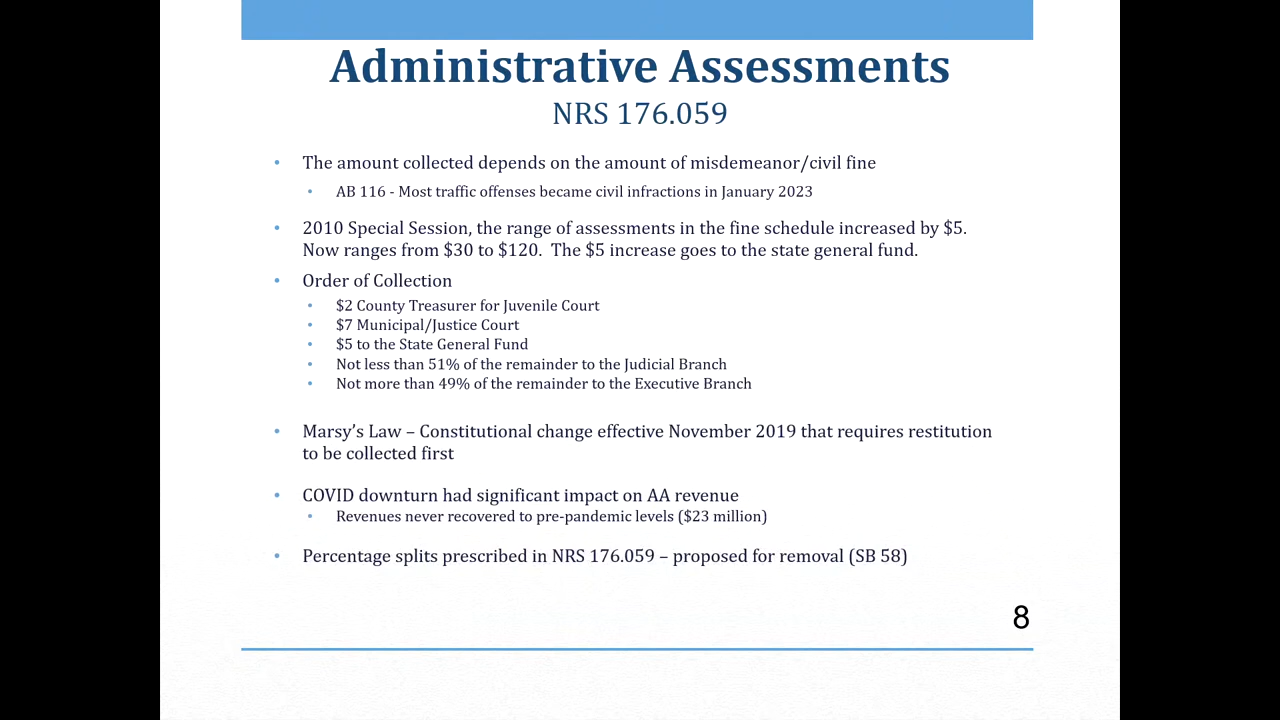 Administrative Assessments
NRS 176.059
• The amount collected depends on the amount of misdemeanor/civil fine
• AB 116 - Most traffic offenses became civil infractions in January 2023
• 2010 Special Session, the range of assessments in the fine schedule increased by $5.
Now ranges from $30 to $120.  The $5 increase goes to the state general fund.
• Order of Collection
• $2 County Treasurer for Juvenile Court
• $7 Municipal/Justice Court
• $5 to the State General Fund
• Not less than 51% of the remainder to the Judicial Branch
• Not more than 49% of the remainder to the Executive Branch
• Marsy’s Law – Constitutional change effective November 2019 that requires restitution
to be collected first
• COVID downturn had significant impact on AA revenue
• Revenues never recovered to pre-pandemic levels ($23 million)
• Percentage splits prescribed in NRS 176.059 – proposed for removal (SB 58)
8